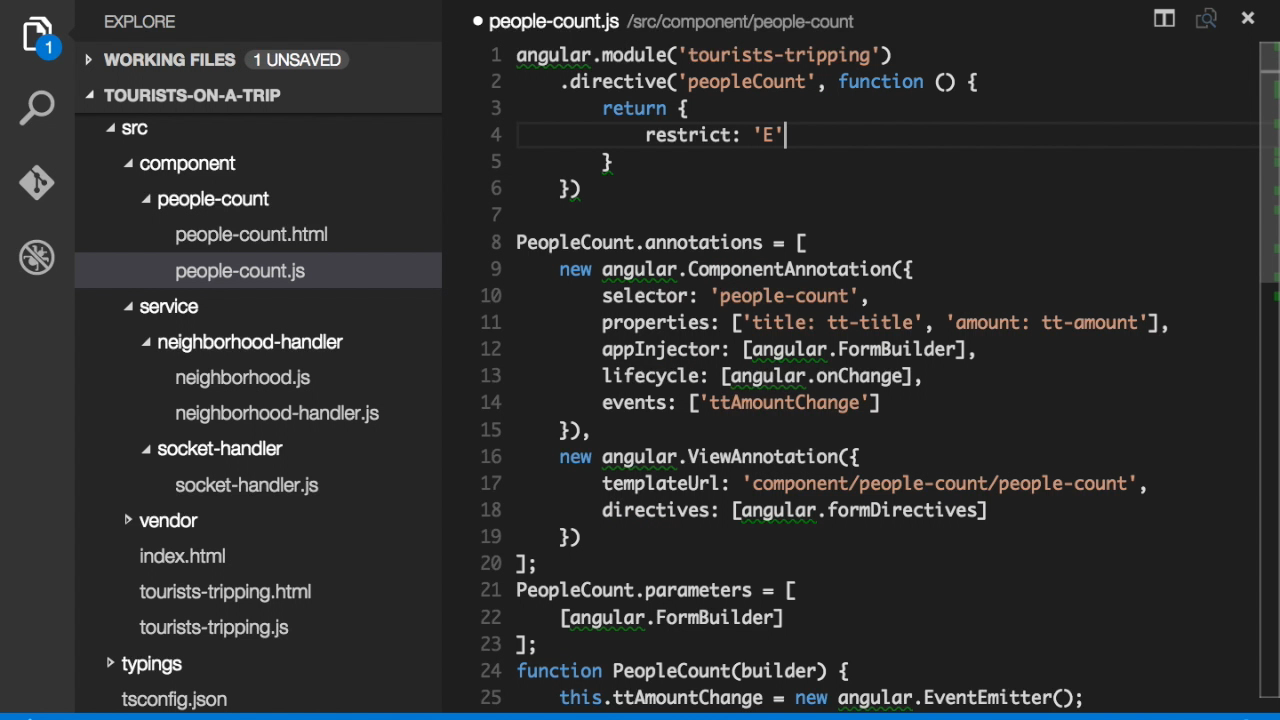 EXPLORE
1
WORKING FILES 1 UNSAVED
TOURISTS-ON-A-TRIP
src
component
people-count
people-count.html
people-count.js
service
neighborhood-handler
neighborhood.js
neighborhood-handler.js
socket-handler
socket-handler.js
vendor
index.html
tourists-tripping.html
tourists-tripping.js
typings
tsconfig.json
people-count.js /src/component/people-count
1 angular.module('tourists-tripping')
2 .directive('peopleCount', function () {
3 return {
4 restrict: 'E'
5 }
6 })
7
8 PeopleCount.annotations = [
9 new angular.ComponentAnnotation({
10 selector: 'people-count',
11 properties: ['title: tt-title', 'amount: tt-amount'],
12 appInjector: [angular.FormBuilder],
13 lifecycle: [angular.onChange],
14 events: ['ttAmountChange']
15 }),
16 new angular.ViewAnnotation({
17 templateUrl: 'component/people-count/people-count',
18 directives: [angular.formDirectives]
19 })
20 ];
21 PeopleCount.parameters = [
22 [angular.FormBuilder]
23 ];
24 function PeopleCount(builder) {
25 this.ttAmountChange = new angular.EventEmitter();